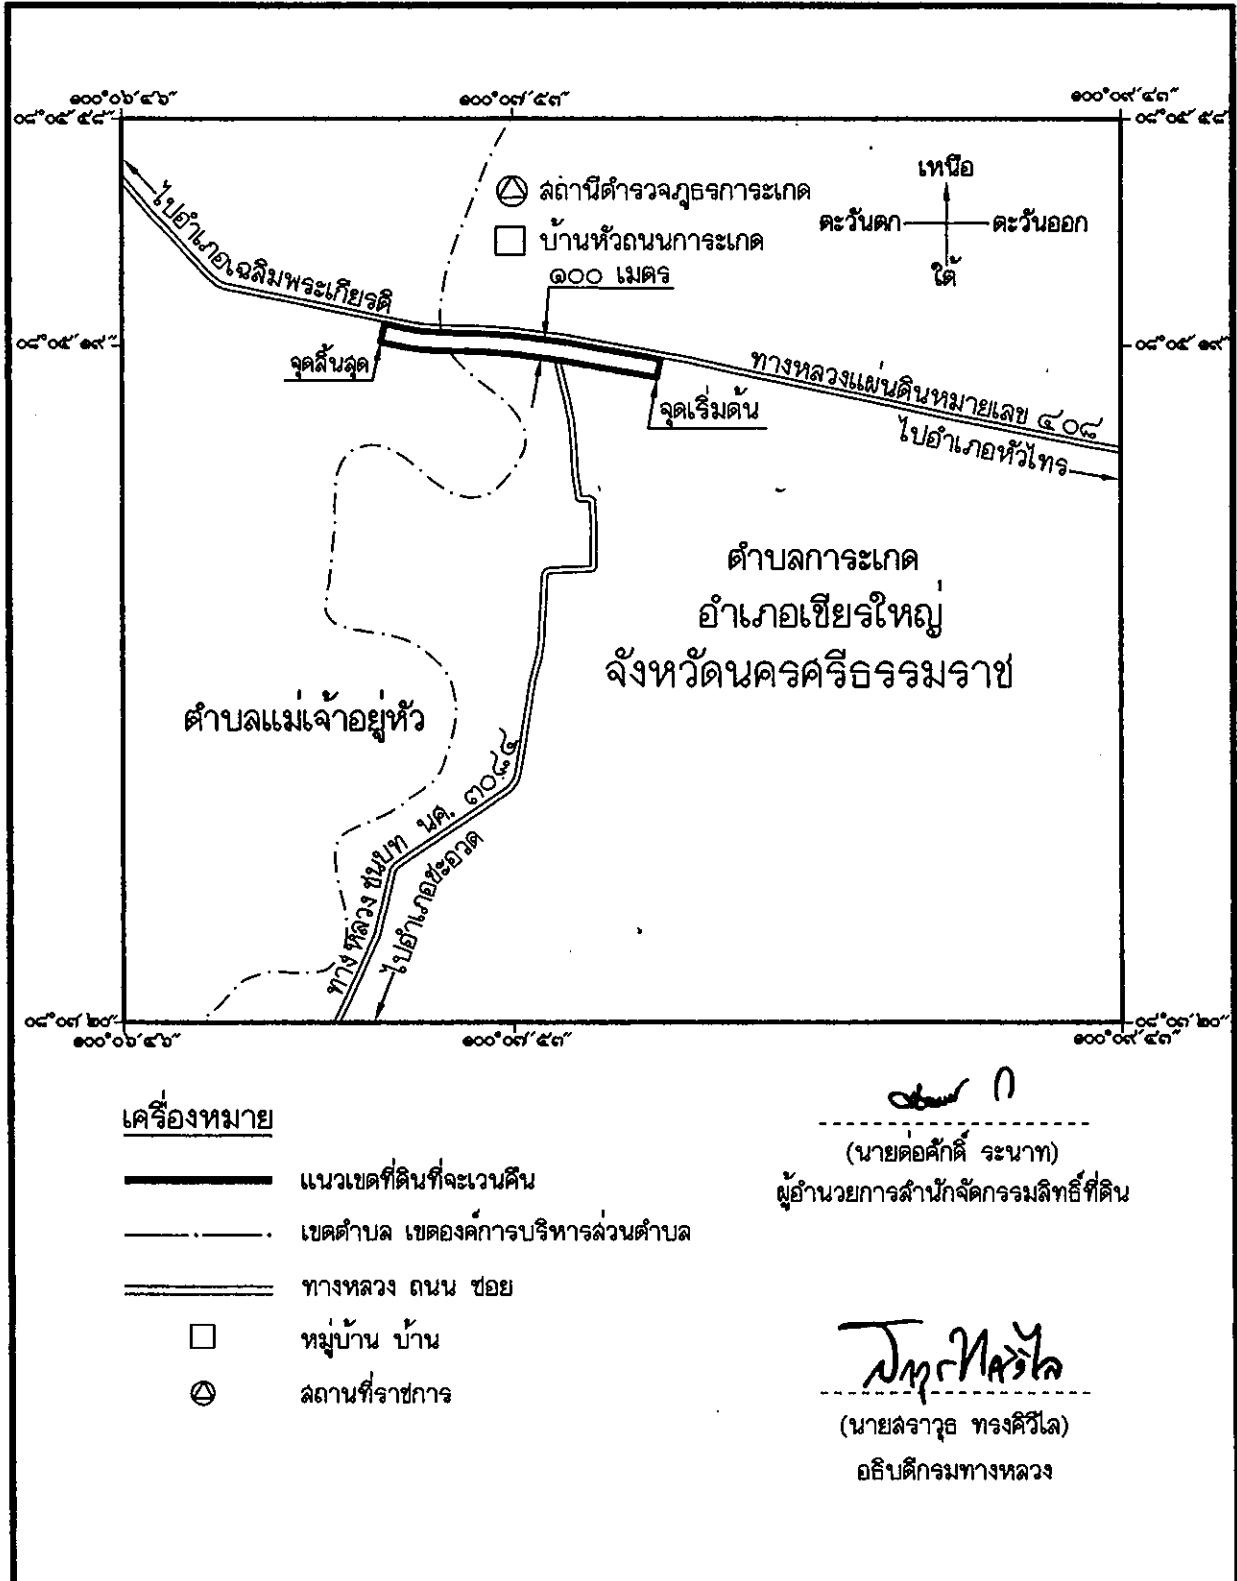 ๑๐๐°๐๖´๔๖˝ ๑๐๐°๐๗´๕๓˝ ๑๐๐°๐๙´๔๓˝
๐๘°๐๕´๕๘˝ ๐๘°๐๕´๕๘˝
สถานีตำรวจภูธรการะเกด
บ้านหัวถนนการะเกด
๑๐๐ เมตร
เหนือ
ตะวันตก ตะวันออก
ใต้
ไปอำเภอเฉลิมพระเกียรติ
๐๘°๐๕´๑๙˝ ๐๘°๐๕´๑๙˝
จุดสิ้นสุด
จุดเริ่มต้น
ทางหลวงแผ่นดินหมายเลข ๔๐๘
ไปอำเภอหัวไทร
ตำบลการะเกด
อำเภอเชียรใหญ่
จังหวัดนครศรีธรรมราช
ตำบลแม่เจ้าอยู่หัว
ทางหลวงชนบท นศ. ๓๐๔๔
ไปอำเภอชะอวด
๐๘°๐๓´๒๐˝ ๐๘°๐๓´๒๐˝
๑๐๐°๐๖´๔๖˝ ๑๐๐°๐๗´๕๓˝ ๑๐๐°๐๙´๔๓˝
เครื่องหมาย
แนวเขตที่ดินที่จะเวนคืน
เขตตำบล เขตองค์การบริหารส่วนตำบล
ทางหลวง ถนน ซอย
หมู่บ้าน บ้าน
สถานที่ราชการ
(นายต่อศักดิ์ ระนาท)
ผู้อำนวยการสำนักจัดกรรมสิทธิ์ที่ดิน
(นายสราวุธ ทรงศิวิไล)
อธิบดีกรมทางหลวง